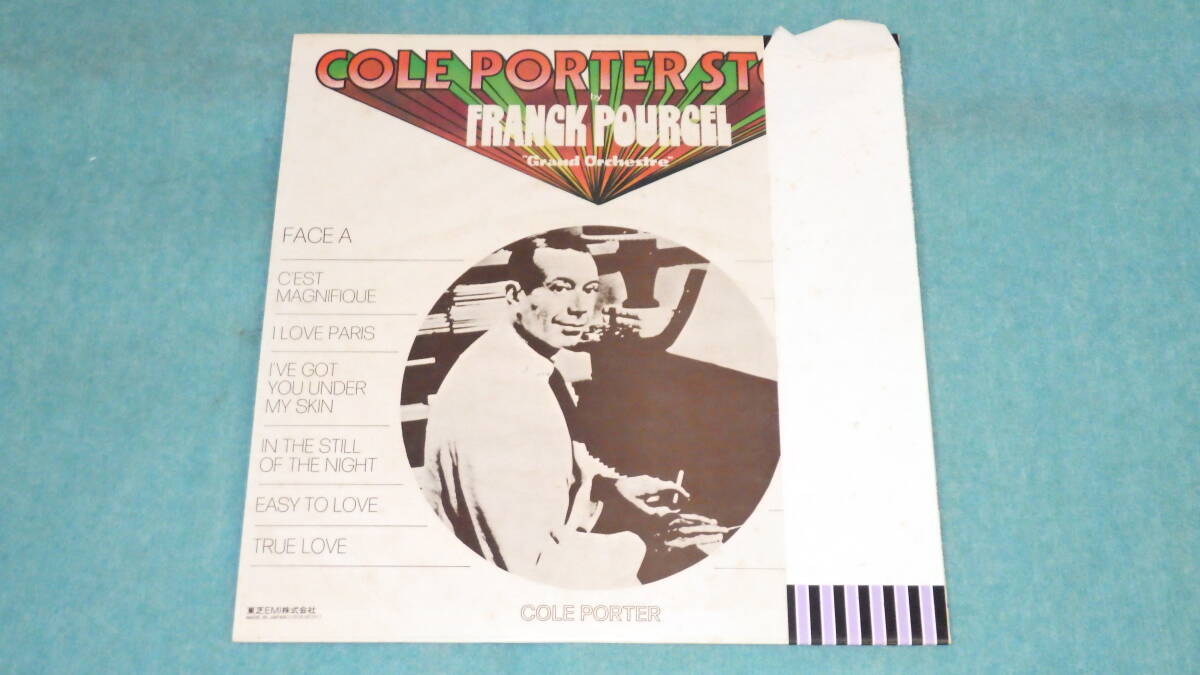 COLE PORTER STO
by
FRANCK POURCEL
"Grand Orchestre"
FACE A
C'EST
MAGNIFIQUE
I LOVE PARIS
I'VE GOT
YOU UNDER
MY SKIN
IN THE STILL
OF THE NIGHT
EASY TO LOVE
TRUE LOVE
東芝EMI株式会社
MADE IN JAPAN
COLE PORTER